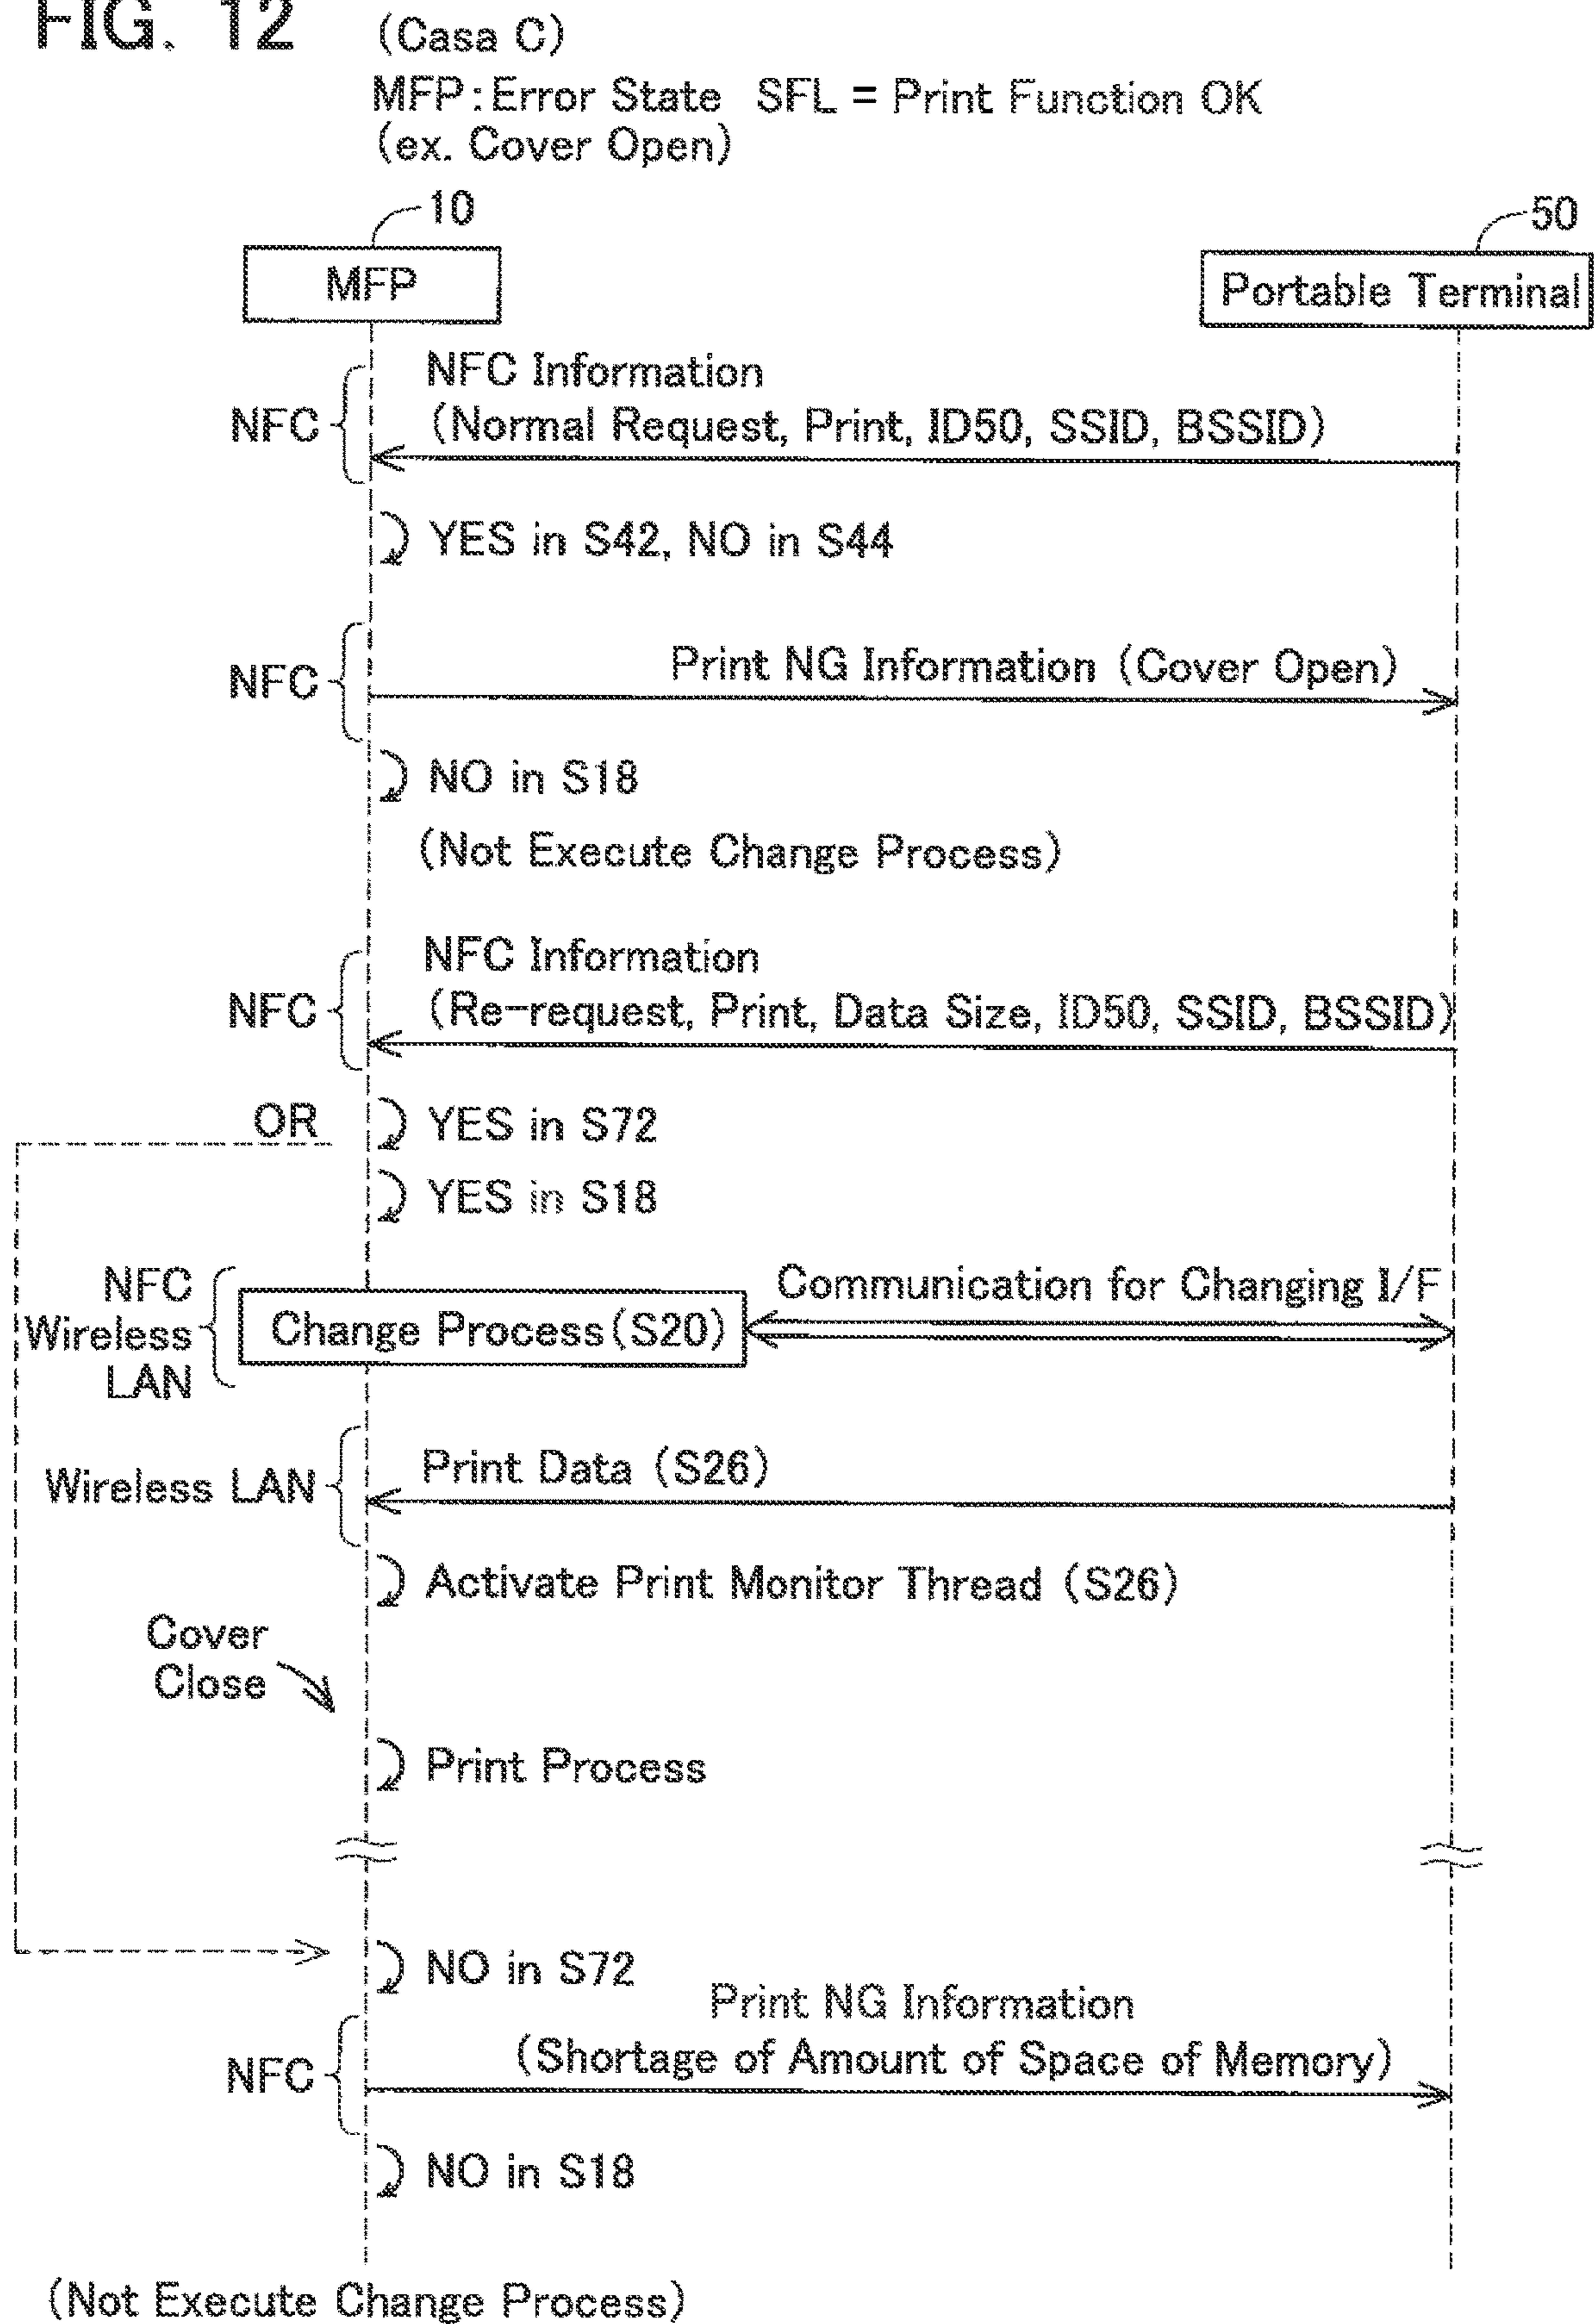 FIG. 12
(Casa C)
MFP : Error State SFL = Print Function OK
(ex. Cover Open)
10
50
MFP
Portable Terminal
NFC Information
NFC
(Normal Request, Print, ID50, SSID, BSSID)
YES in S42, NO in S44
NFC
Print NG Information (Cover Open)
NO in S18
(Not Execute Change Process)
NFC Information
NFC
(Re-request, Print, Data Size, ID50, SSID, BSSID)
OR
YES in S72
YES in S18
NFC
Wireless
LAN
Change Process(S20)
Communication for Changing I/F
Wireless LAN
Print Data (S26)
Activate Print Monitor Thread (S26)
Cover
Close
Print Process
NO in S72
Print NG Information
(Shortage of Amount of Space of Memory)
NFC
NO in S18
(Not Execute Change Process)